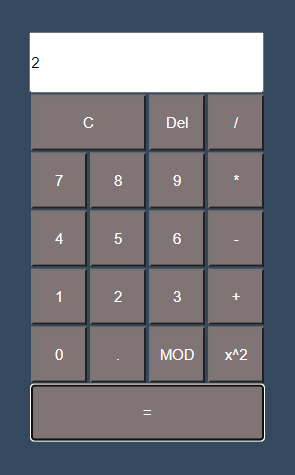 2
C Del /
7 8 9 *
4 5 6 -
1 2 3 +
0 . MOD x^2
=